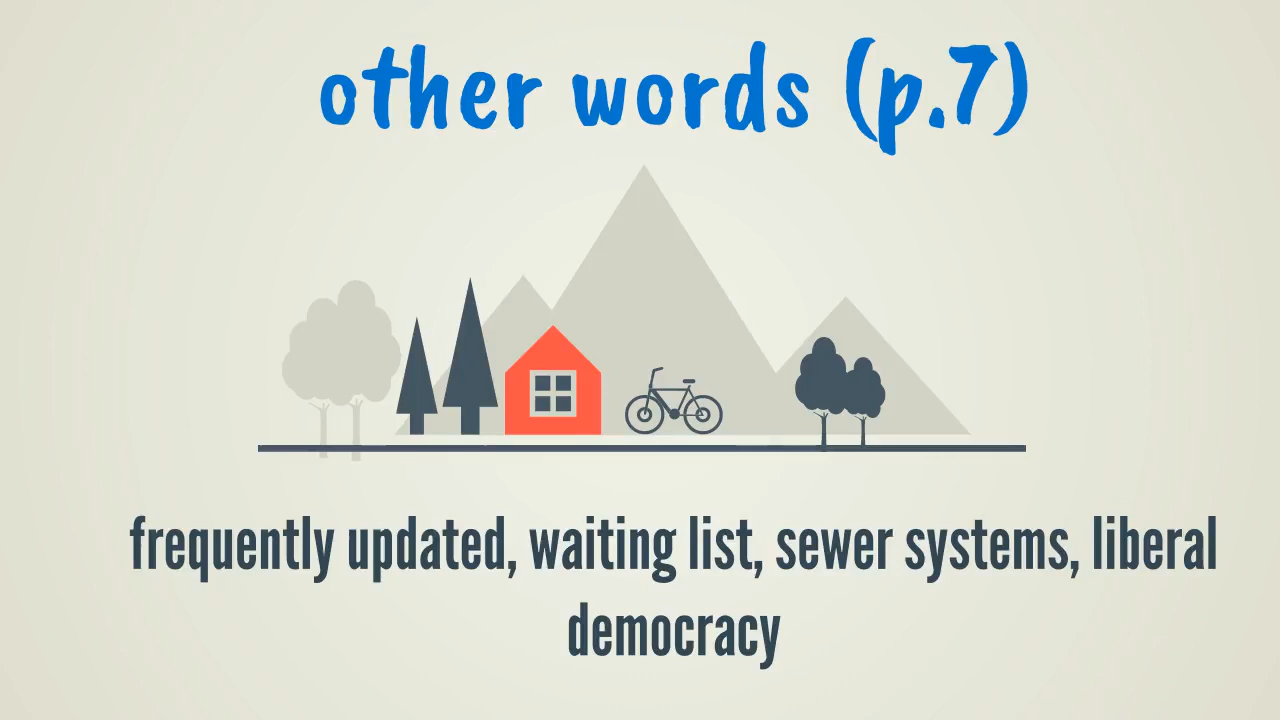 other words (p.7)
frequently updated, waiting list, sewer systems, liberal
democracy